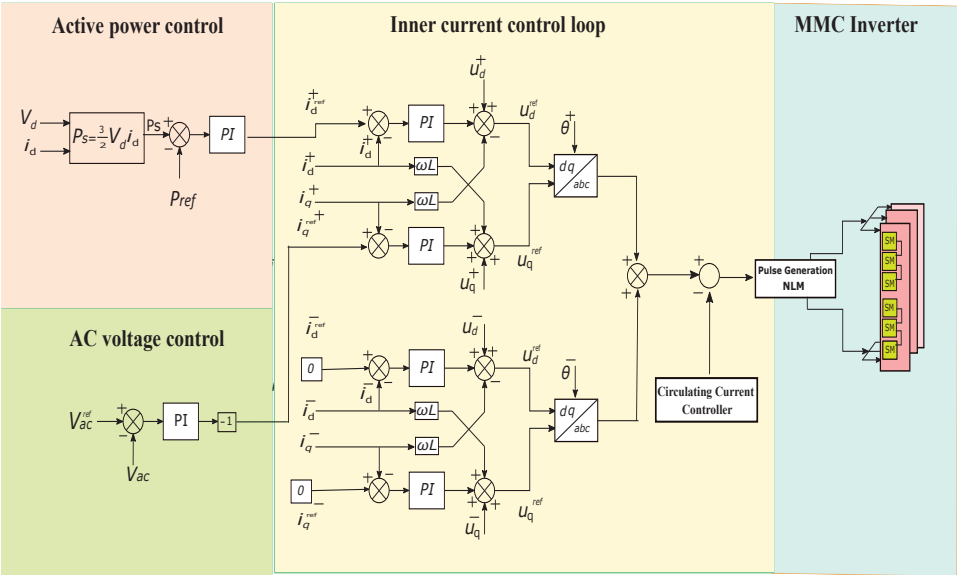 Active power control
Inner current control loop
MMC Inverter
V_d
i_d
Ps=3/2 V_d i_d
Ps
+
−
PI
P_ref
i_d^ref +
+
−
i_d^+
PI
u_d^+
+
+
−
u_d^ref
θ^+
i_d^+
ωL
dq
abc
i_q^+
ωL
i_q^ref +
+
−
PI
+
+
+
u_q^ref
u_q^+
+
+
+
−
Pulse Generation
NLM
SM
SM
SM
SM
SM
SM
Circulating Current
Controller
AC voltage control
V_ac^ref
+
−
PI
-1
V_ac
i_d^ref −
0
+
−
i_d^−
PI
u_d^−
+
+
−
u_d^ref
θ^−
i_d^−
ωL
dq
abc
i_q^−
ωL
0
+
−
PI
+
+
+
u_q^ref
i_q^ref −
u_q^−